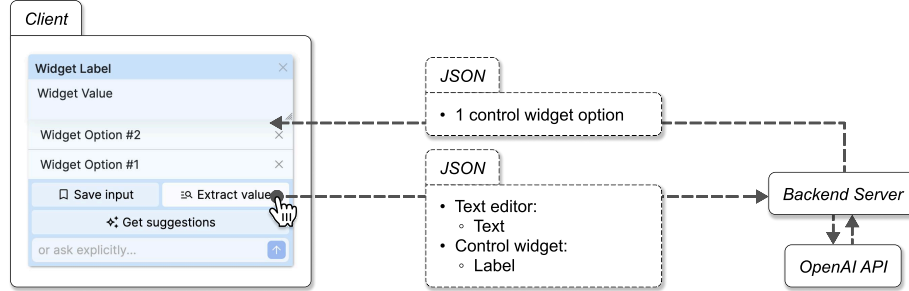 Client
Widget Label
Widget Value
Widget Option #2
Widget Option #1
Save input
Extract value
Get suggestions
or ask explicitly...
JSON
• 1 control widget option
JSON
• Text editor:
◦ Text
• Control widget:
◦ Label
Backend Server
OpenAI API